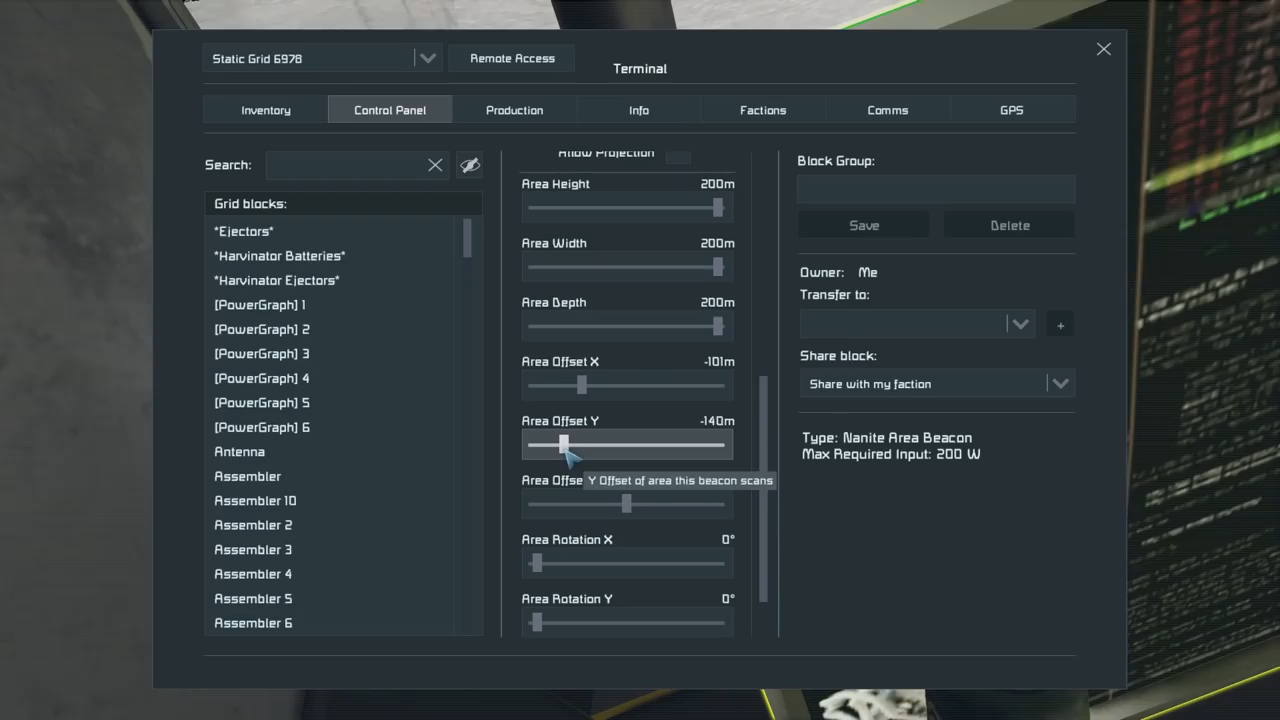 Static Grid 6978
Remote Access
Terminal
Inventory
Control Panel
Production
Info
Factions
Comms
GPS
Search:
Grid blocks:
*Ejectors*
*Harvinator Batteries*
*Harvinator Ejectors*
[PowerGraph] 1
[PowerGraph] 2
[PowerGraph] 3
[PowerGraph] 4
[PowerGraph] 5
[PowerGraph] 6
Antenna
Assembler
Assembler 10
Assembler 2
Assembler 3
Assembler 4
Assembler 5
Assembler 6
Allow Projection
Area Height 200m
Area Width 200m
Area Depth 200m
Area Offset X -101m
Area Offset Y -140m
Area Offse
Y Offset of area this beacon scans
Area Rotation X 0°
Area Rotation Y 0°
Block Group:
Save
Delete
Owner: Me
Transfer to:
+
Share block:
Share with my faction
Type: Nanite Area Beacon
Max Required Input: 200 W